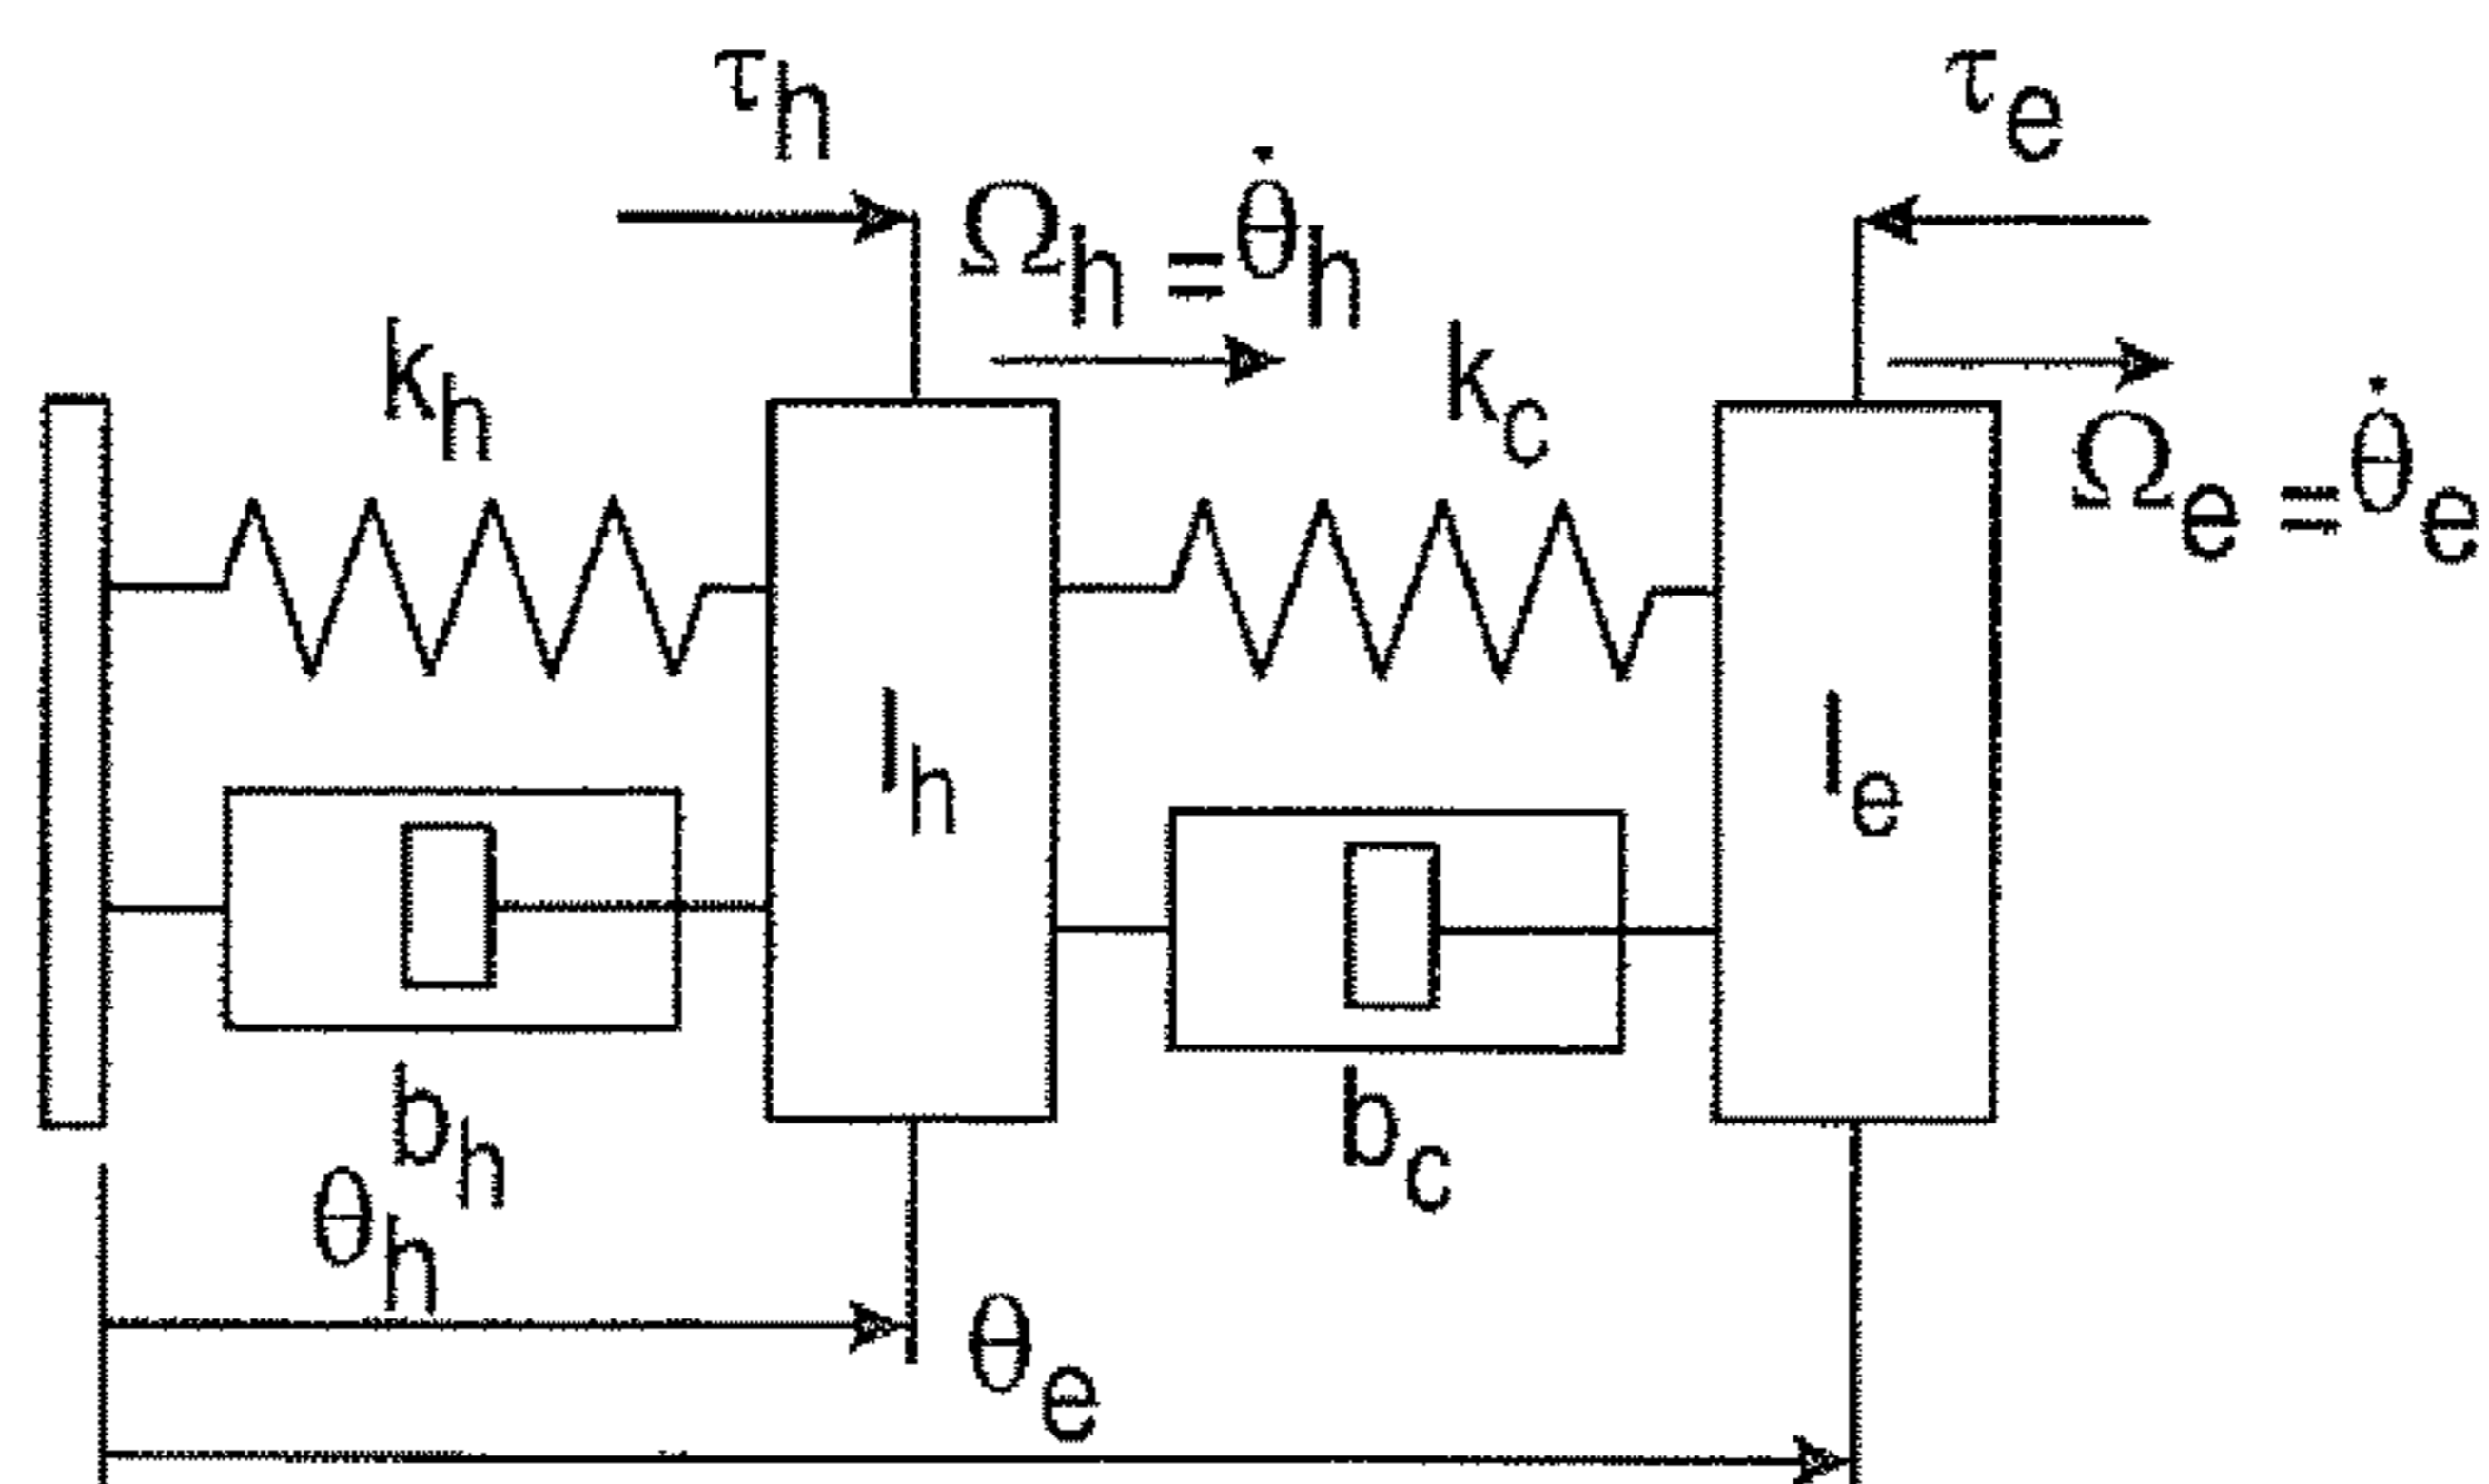 τh
τe
Ωh = θ̇h
kh
kc
Ωe = θ̇e
Ih
Ie
bh
bc
θh
θe